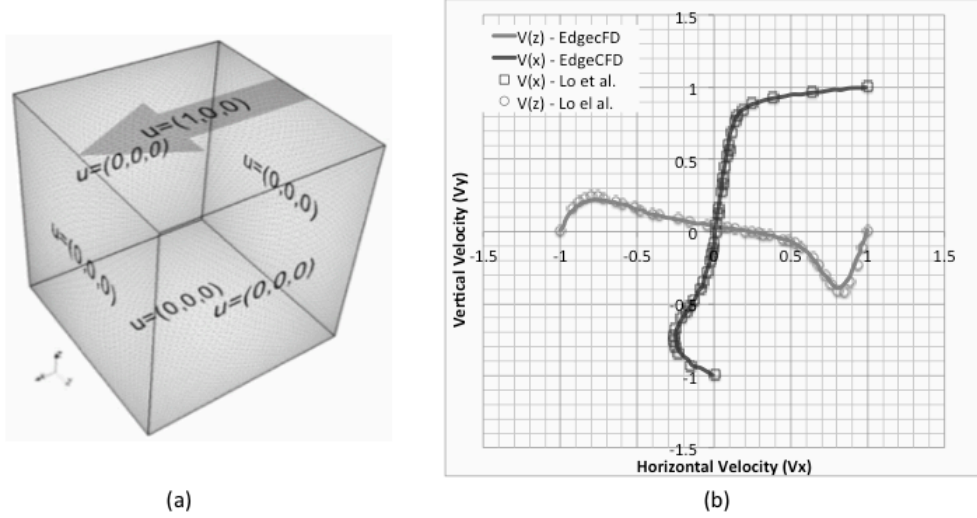 u=(1,0,0)
u=(0,0,0)
u=(0,0,0)
u=(0,0,0)
u=(0,0,0)
u=(0,0,0)
(a)
V(z) - EdgecFD
V(x) - EdgeCFD
V(x) - Lo et al.
V(z) - Lo el al.
1.5
1
0.5
0
-0.5
-1
-1.5
-1.5
-1
-0.5
0.5
1
1.5
Vertical Velocity (Vy)
Horizontal Velocity (Vx)
(b)